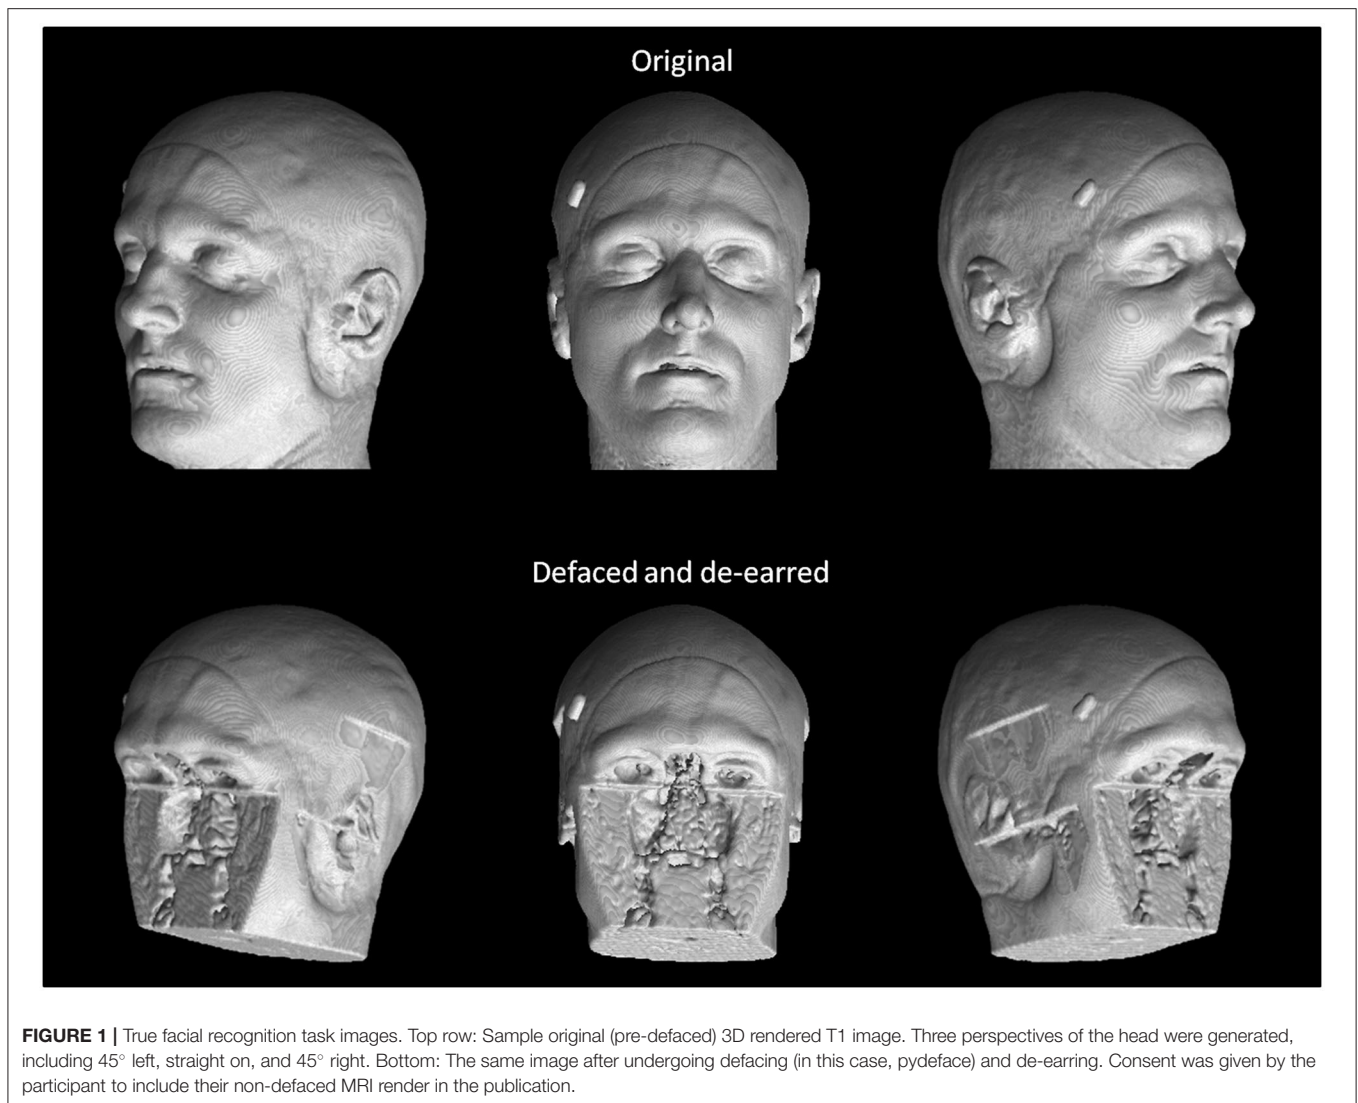 Original
Defaced and de-earred
FIGURE 1 | True facial recognition task images. Top row: Sample original (pre-defaced) 3D rendered T1 image. Three perspectives of the head were generated,
including 45° left, straight on, and 45° right. Bottom: The same image after undergoing defacing (in this case, pydeface) and de-earring. Consent was given by the
participant to include their non-defaced MRI render in the publication.